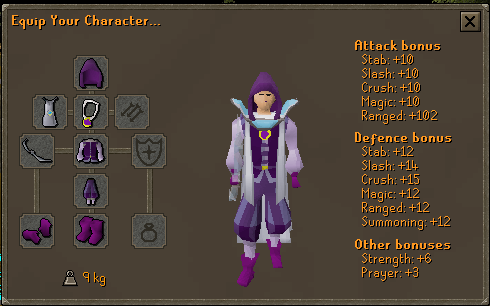 Equip Your Character...
Attack bonus
Stab: +10
Slash: +10
Crush: +10
Magic: +10
Ranged: +102
Defence bonus
Stab: +12
Slash: +14
Crush: +15
Magic: +12
Ranged: +12
Summoning: +12
Other bonuses
Strength: +6
Prayer: +3
9 kg